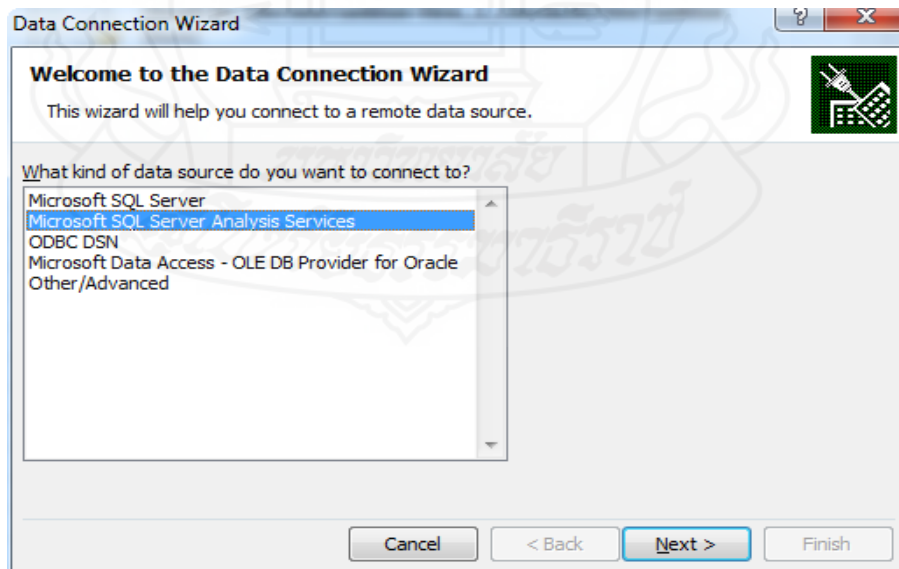 Data Connection Wizard
Welcome to the Data Connection Wizard
This wizard will help you connect to a remote data source.
What kind of data source do you want to connect to?
Microsoft SQL Server
Microsoft SQL Server Analysis Services
ODBC DSN
Microsoft Data Access - OLE DB Provider for Oracle
Other/Advanced
Cancel
< Back
Next >
Finish